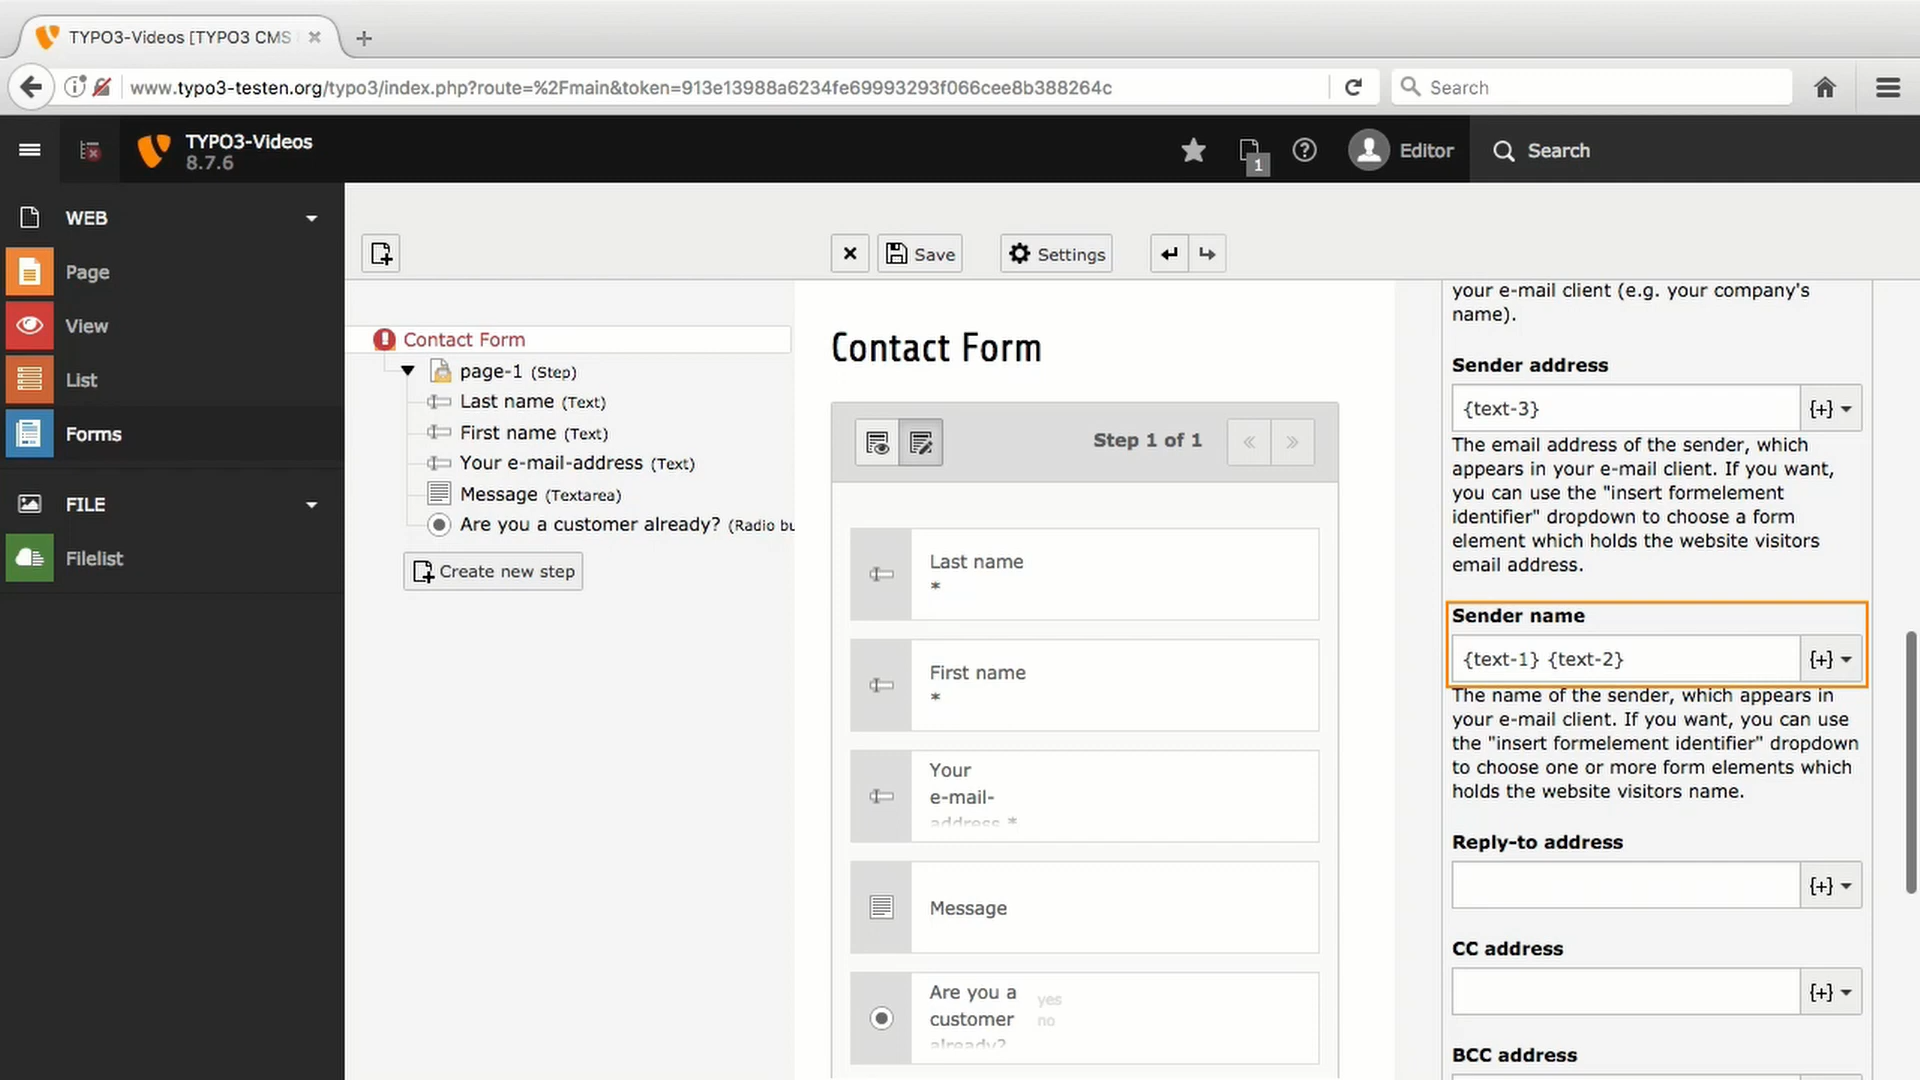 TYPO3-Videos [TYPO3 CMS
www.typo3-testen.org/typo3/index.php?route=%2Fmain&token=913e13988a6234fe69993293f066cee8b388264c
Search
TYPO3-Videos
8.7.6
1
Editor
Search
WEB
Page
View
List
Forms
FILE
Filelist
Save
Settings
Contact Form
page-1 (Step)
Last name (Text)
First name (Text)
Your e-mail-address (Text)
Message (Textarea)
Are you a customer already? (Radio bu
Create new step
Contact Form
Step 1 of 1
Last name
*
First name
*
Your
e-mail-
address *
Message
Are you a
customer
already?
yes
no
your e-mail client (e.g. your company's
name).
Sender address
{text-3}
{+}
The email address of the sender, which
appears in your e-mail client. If you want,
you can use the "insert formelement
identifier" dropdown to choose a form
element which holds the website visitors
email address.
Sender name
{text-1} {text-2}
{+}
The name of the sender, which appears in
your e-mail client. If you want, you can use
the "insert formelement identifier" dropdown
to choose one or more form elements which
holds the website visitors name.
Reply-to address
{+}
CC address
{+}
BCC address